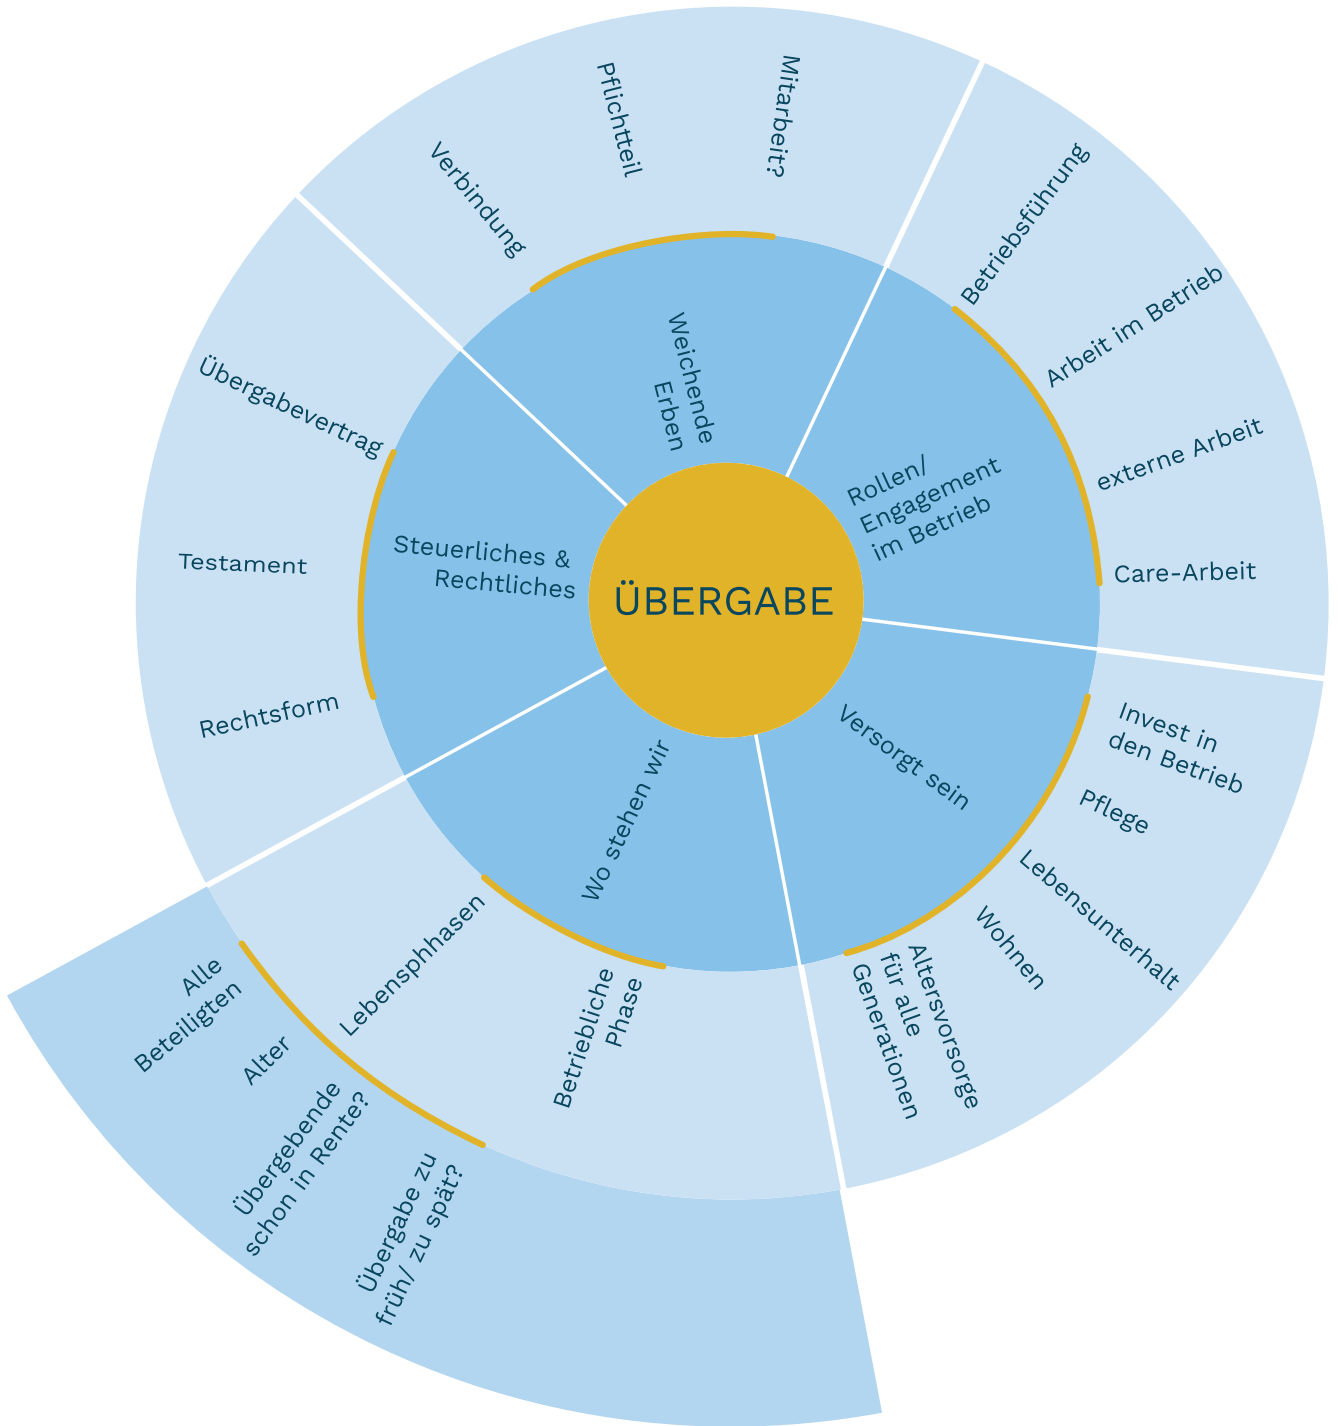 ÜBERGABE
Weichende
Erben
Verbindung
Pflichtteil
Mitarbeit?
Rollen/
Engagement
im Betrieb
Betriebsführung
Arbeit im Betrieb
externe Arbeit
Care-Arbeit
Versorgt sein
Invest in
den Betrieb
Pflege
Lebensunterhalt
Wohnen
Altersvorsorge
für alle
Generationen
Wo stehen wir
Betriebliche
Phase
Lebensphhasen
Alle
Beteiligten
Alter
Übergebende
schon in Rente?
Übergabe zu
früh/ zu spät?
Steuerliches &
Rechtliches
Rechtsform
Testament
Übergabevertrag